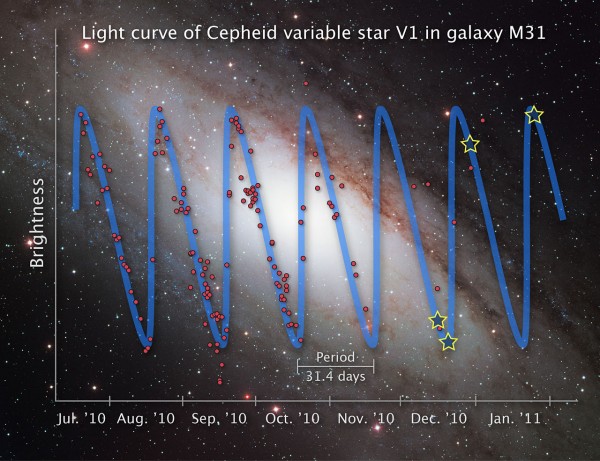 Light curve of Cepheid variable star V1 in galaxy M31
Brightness
Period
31.4 days
Jul. '10 Aug. '10 Sep. '10 Oct. '10 Nov. '10 Dec. '10 Jan. '11